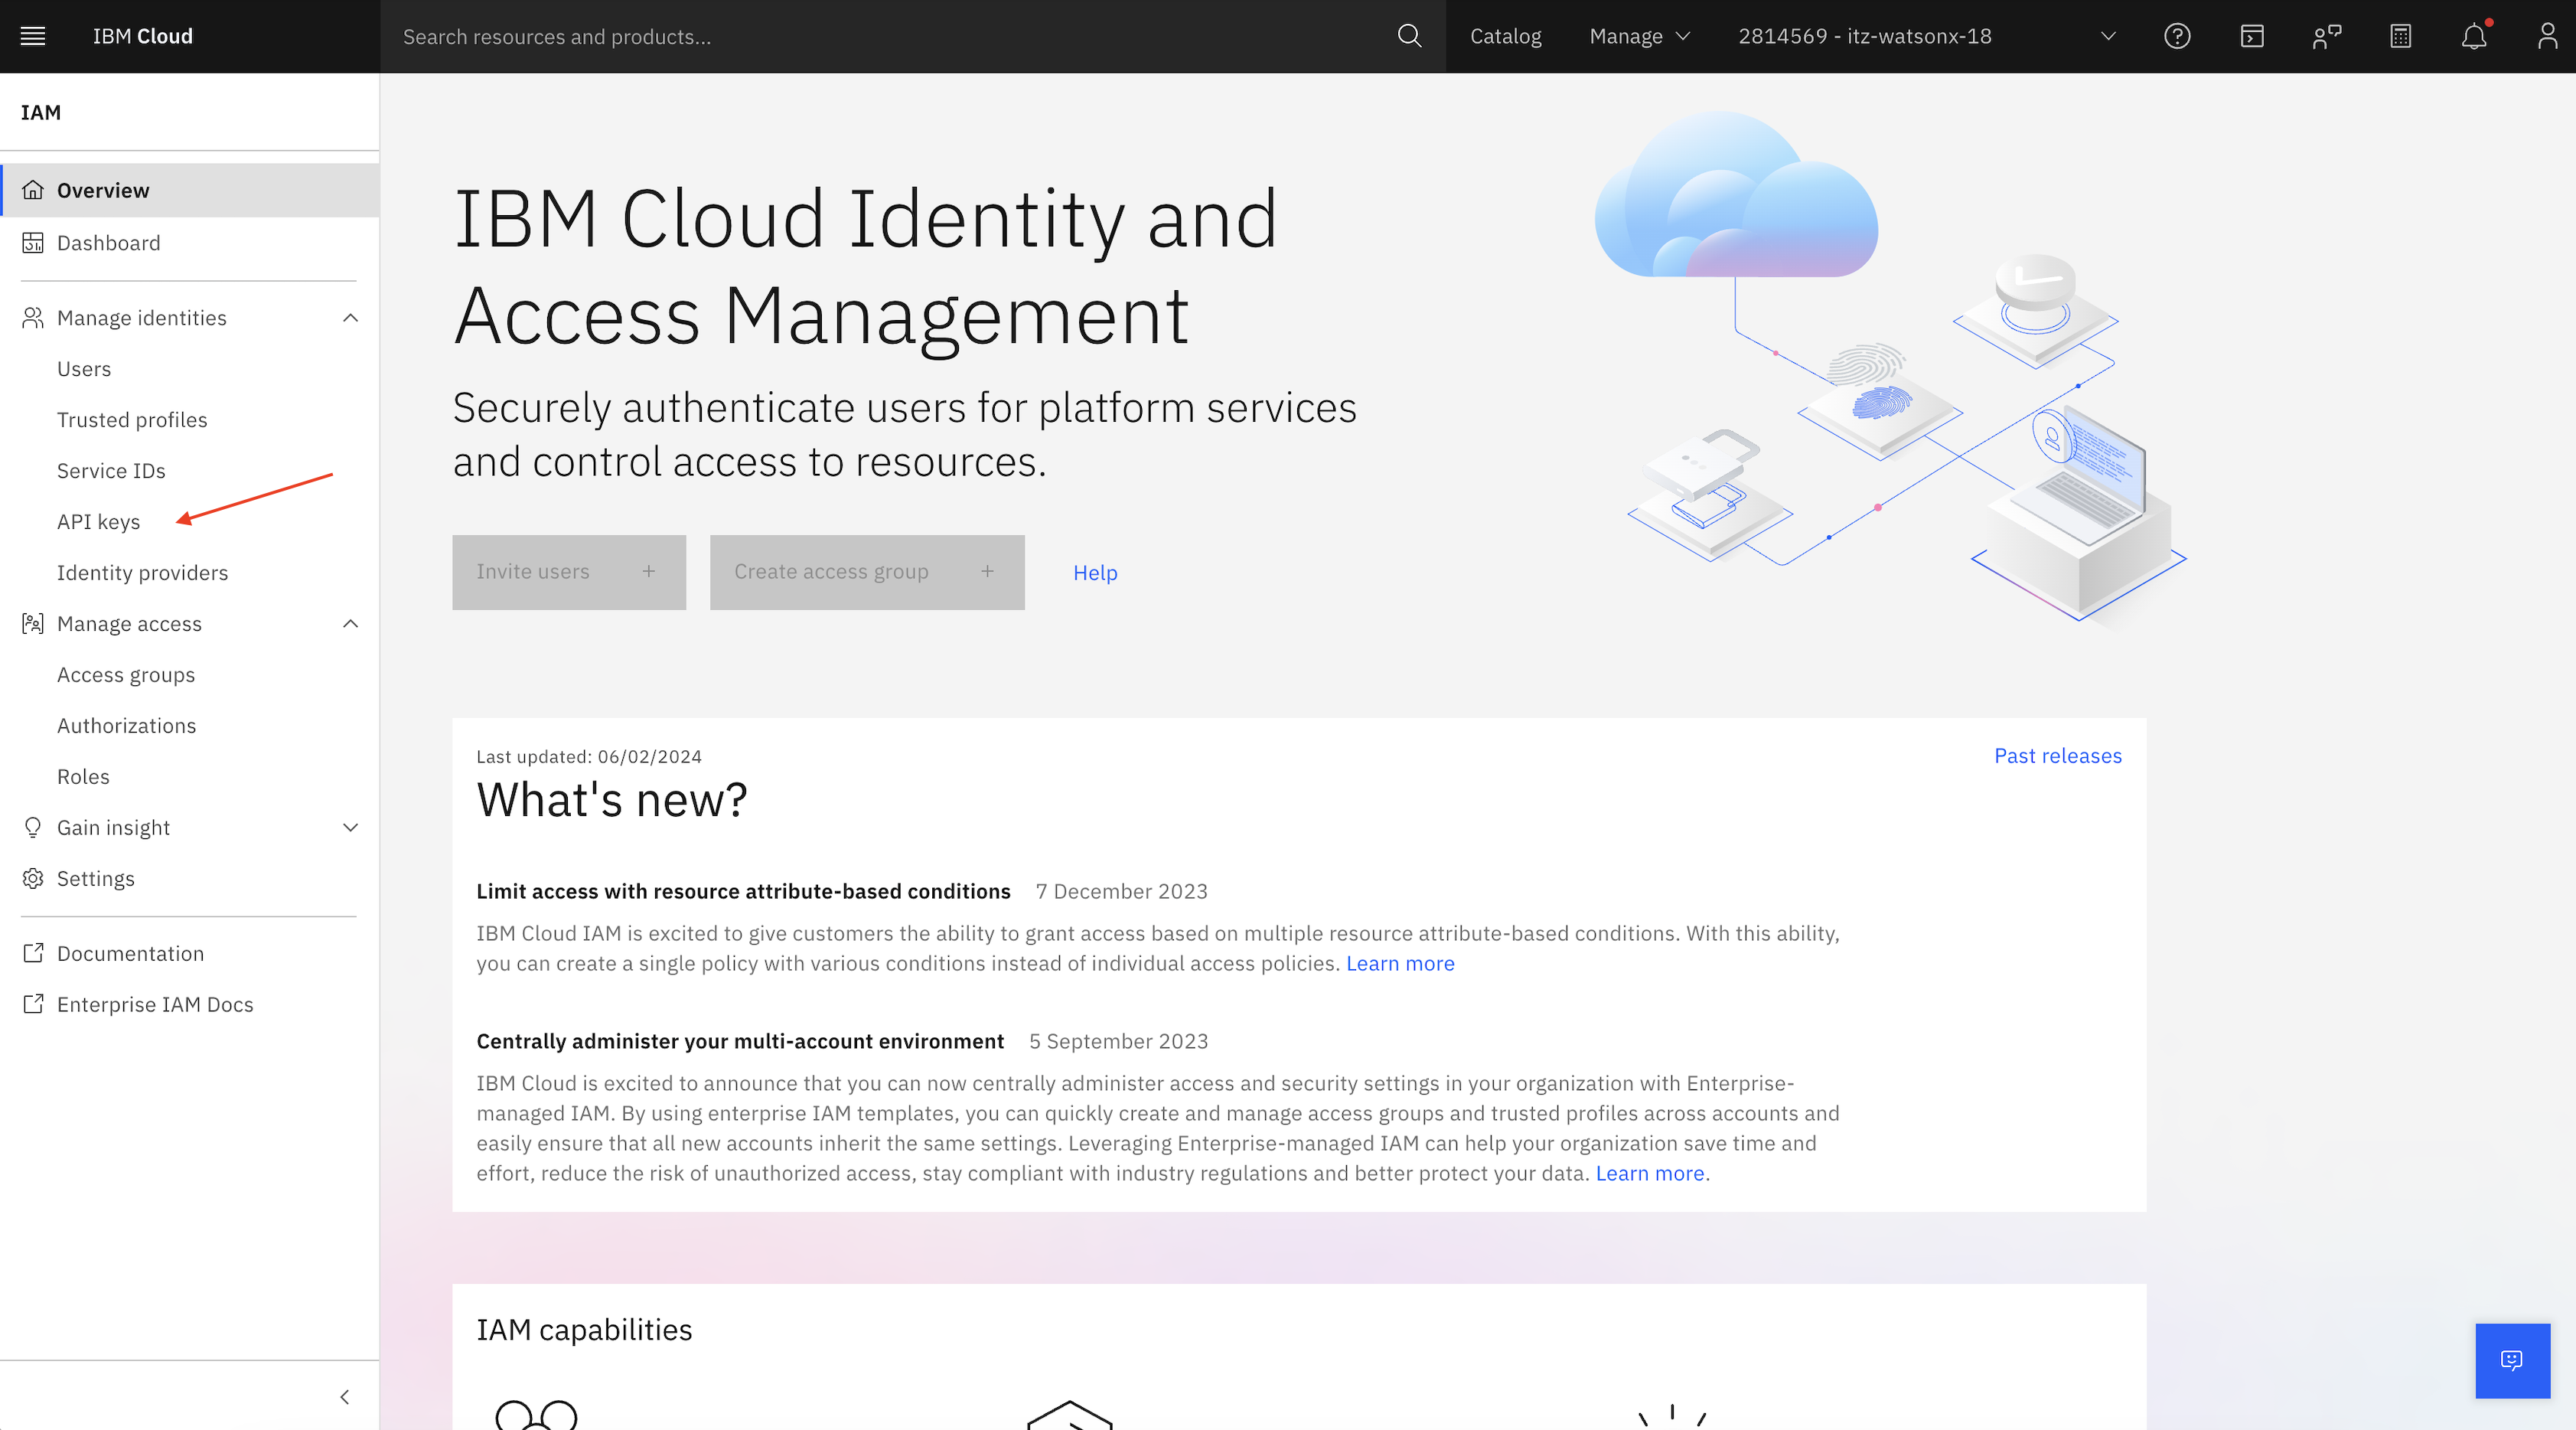 IBM Cloud
Search resources and products...
Catalog
Manage
2814569 - itz-watsonx-18
IAM
Overview
Dashboard
Manage identities
Users
Trusted profiles
Service IDs
API keys
Identity providers
Manage access
Access groups
Authorizations
Roles
Gain insight
Settings
Documentation
Enterprise IAM Docs
IBM Cloud Identity and
Access Management
Securely authenticate users for platform services
and control access to resources.
Invite users +
Create access group +
Help
Last updated: 06/02/2024
Past releases
What's new?
Limit access with resource attribute-based conditions 7 December 2023
IBM Cloud IAM is excited to give customers the ability to grant access based on multiple resource attribute-based conditions. With this ability,
you can create a single policy with various conditions instead of individual access policies. Learn more
Centrally administer your multi-account environment 5 September 2023
IBM Cloud is excited to announce that you can now centrally administer access and security settings in your organization with Enterprise-
managed IAM. By using enterprise IAM templates, you can quickly create and manage access groups and trusted profiles across accounts and
easily ensure that all new accounts inherit the same settings. Leveraging Enterprise-managed IAM can help your organization save time and
effort, reduce the risk of unauthorized access, stay compliant with industry regulations and better protect your data. Learn more.
IAM capabilities